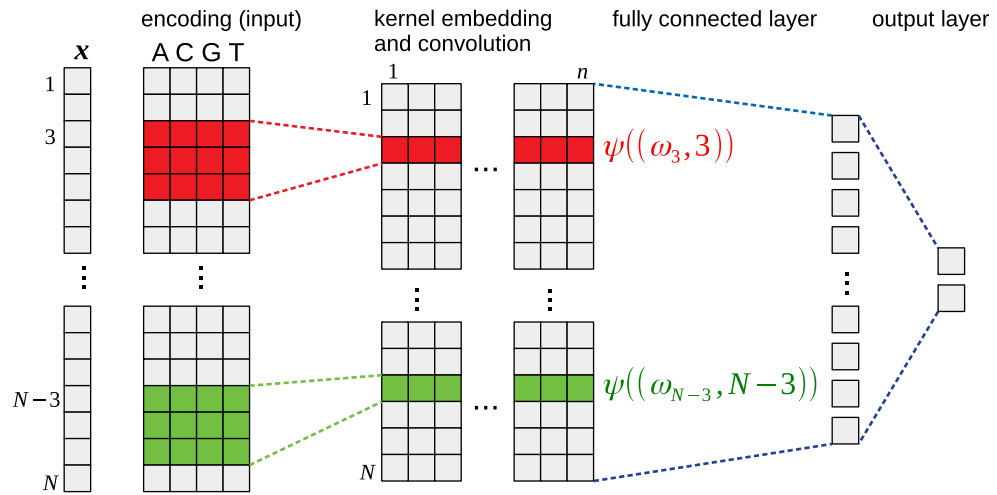 encoding (input)
kernel embedding
and convolution
fully connected layer
output layer
x
A C G T
1
n
1
1
3
ψ((ω₃,3))
...
⋮
⋮
⋮
⋮
⋮
N−3
ψ((ω_{N−3},N−3))
...
N
N